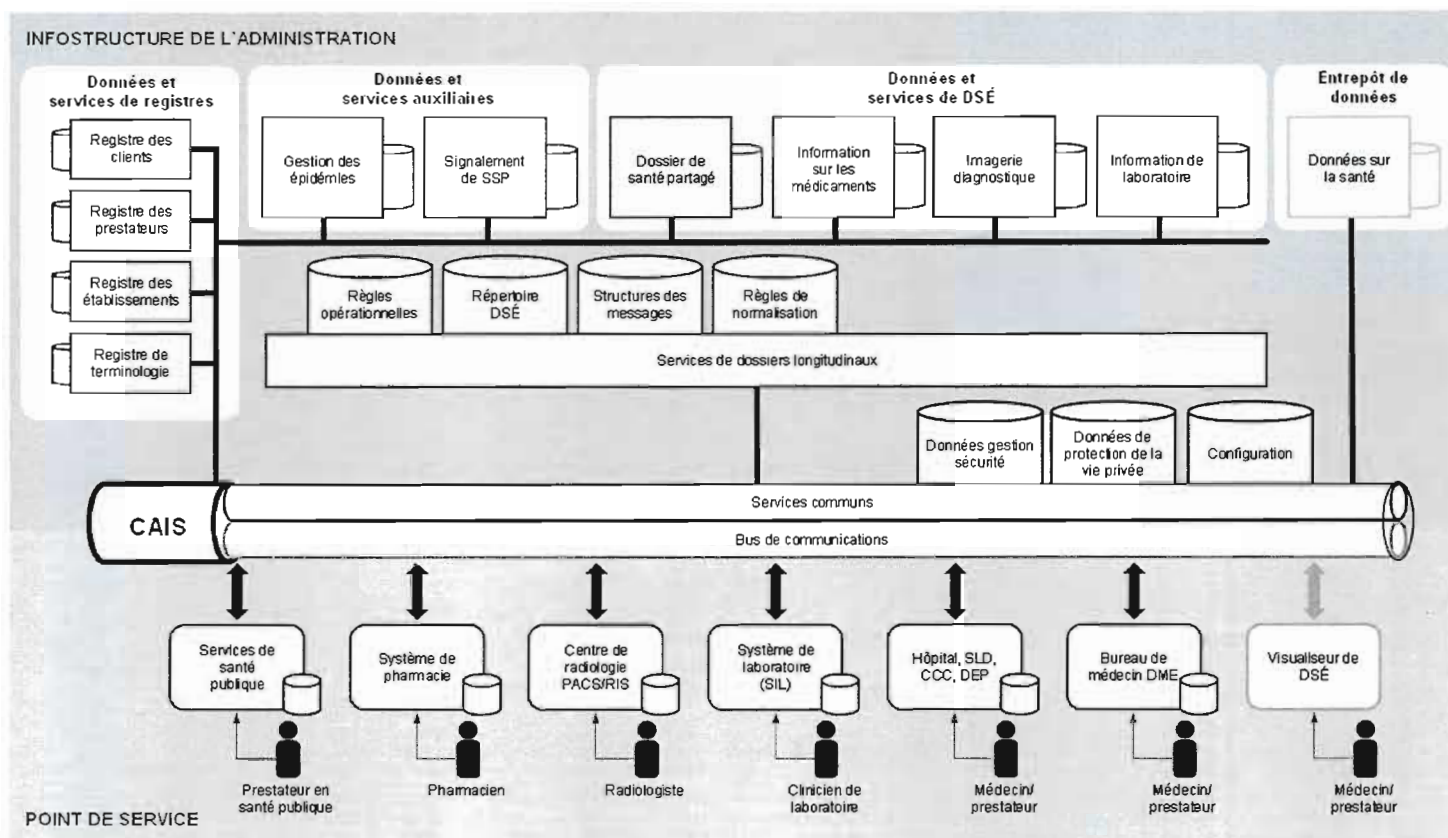 INFOSTRUCTURE DE L'ADMINISTRATION
Données et
services de registres
Registre des
clients
Registre des
prestateurs
Registre des
établissements
Registre de
terminologie
Données et
services auxiliaires
Gestion des
épidémies
Signalement
de SSP
Données et
services de DSÉ
Dossier de
santé partagé
Information
sur les
médicaments
Imagerie
diagnostique
Information de
laboratoire
Entrepôt de
données
Données sur
la santé
Règles
opérationnelles
Répertoire
DSÉ
Structures des
messages
Règles de
normalisation
Services de dossiers longitudinaux
Données gestion
sécurité
Données de
protection de la
vie privée
Configuration
CAIS
Services communs
Bus de communications
Services de
santé
publique
Système de
pharmacie
Centre de
radiologie
PACS/RIS
Système de
laboratoire
(SIL)
Hôpital, SLD,
CCC, DEP
Bureau de
médecin DME
Visualiseur de
DSÉ
Prestateur en
santé publique
Pharmacien
Radiologiste
Clinicien de
laboratoire
Médecin/
prestateur
Médecin/
prestateur
Médecin/
prestateur
POINT DE SERVICE